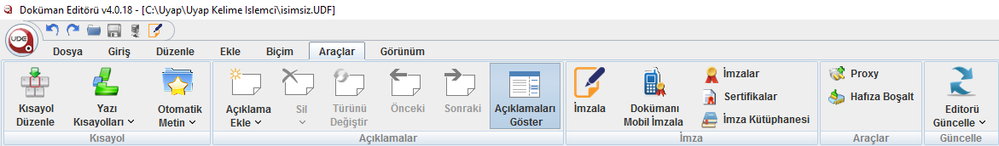 Doküman Editörü v4.0.18 - [C:\Uyap\Uyap Kelime Islemci\isimsiz.UDF]
UDE
Dosya Giriş Düzenle Ekle Biçim Araçlar Görünüm
Kısayol Düzenle
Yazı Kısayolları
Otomatik Metin
Kısayol
Açıklama Ekle
Sil
Türünü Değiştir
Önceki
Sonraki
Açıklamaları Göster
Açıklamalar
İmzala
Dokümanı Mobil İmzala
İmzalar
Sertifikalar
İmza Kütüphanesi
İmza
Proxy
Hafıza Boşalt
Araçlar
Editorü Güncelle
Güncelle